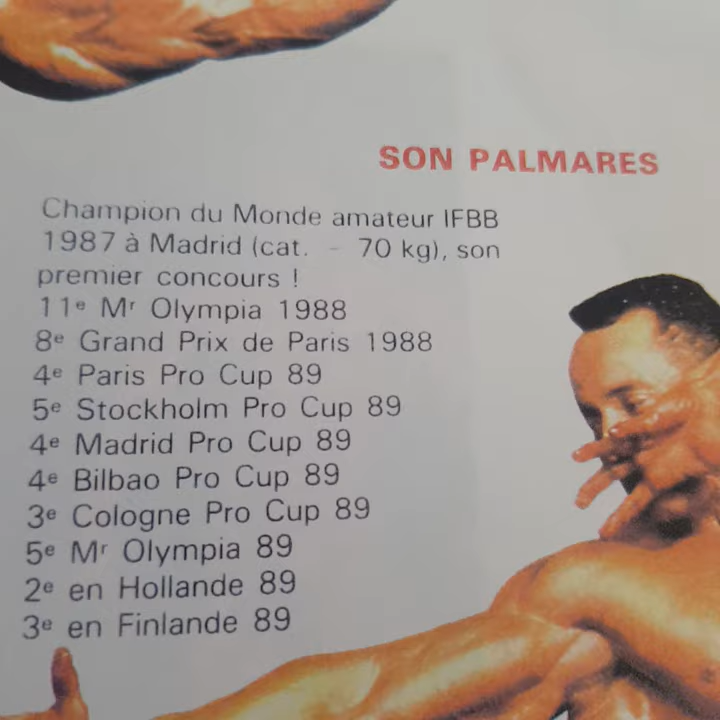 SON PALMARES
Champion du Monde amateur IFBB
1987 à Madrid (cat. - 70 kg), son
premier concours !
11e Mr Olympia 1988
8e Grand Prix de Paris 1988
4e Paris Pro Cup 89
5e Stockholm Pro Cup 89
4e Madrid Pro Cup 89
4e Bilbao Pro Cup 89
3e Cologne Pro Cup 89
5e Mr Olympia 89
2e en Hollande 89
3e en Finlande 89